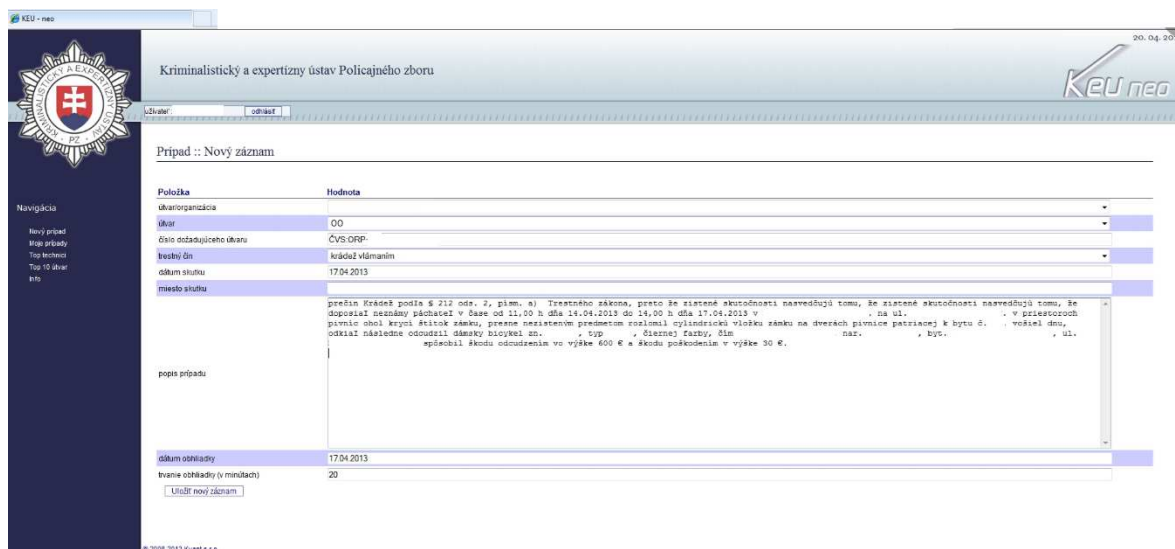 KEU - neo
20. 04. 20
KRIMINALISTICKÝ A EXPERTÍZNY ÚSTAV
PZ
Kriminalistický a expertízny ústav Policajného zboru
KEU neo
užívateľ: odhlásiť
Prípad :: Nový záznam
Navigácia
Nový prípad
Moje prípady
Top technici
Top 10 útvar
Info
Položka Hodnota
útvar/organizácia
útvar OO
číslo dožadujúceho útvaru ČVS:ORP-
trestný čin krádež vlámaním
dátum skutku 17.04.2013
miesto skutku
popis prípadu
prečin Krádež podľa § 212 ods. 2, písm. a) Trestného zákona, preto že zistené skutočnosti nasvedčujú tomu, že zistené skutočnosti nasvedčujú tomu, že
doposiaľ neznámy páchateľ v čase od 11,00 h dňa 14.04.2013 do 14,00 h dňa 17.04.2013 v , na ul. . v priestoroch
pivnic ohol kryci štítok zámku, presne nezisteným predmetom rozlomil cylindrickú vložku zámku na dverách pivnice patriacej k bytu č. . vošiel dnu,
odkiaľ následne odcudzil dámsky bicykel zn. , typ , čiernej farby, čím . nar. , byt. , ul.
spôsobil škodu odcudzením vo výške 600 € a škodu poškodením v výške 30 €.
dátum obhliadky 17.04.2013
trvanie obhliadky (v minútach) 20
Uložiť nový záznam